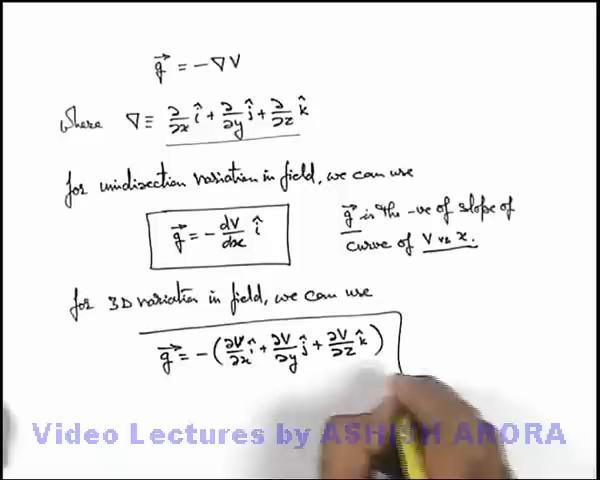 g⃗ = −∇V
where ∇ ≡ ∂/∂x î + ∂/∂y ĵ + ∂/∂z k̂
for unidirection variation in field, we can use
g⃗ = − dV/dx î
g⃗ is the -ve of slope of
curve of V vs x.
for 3D variation in field, we can use
g⃗ = −(∂V/∂x î + ∂V/∂y ĵ + ∂V/∂z k̂)
Video Lectures by ASHISH ARORA